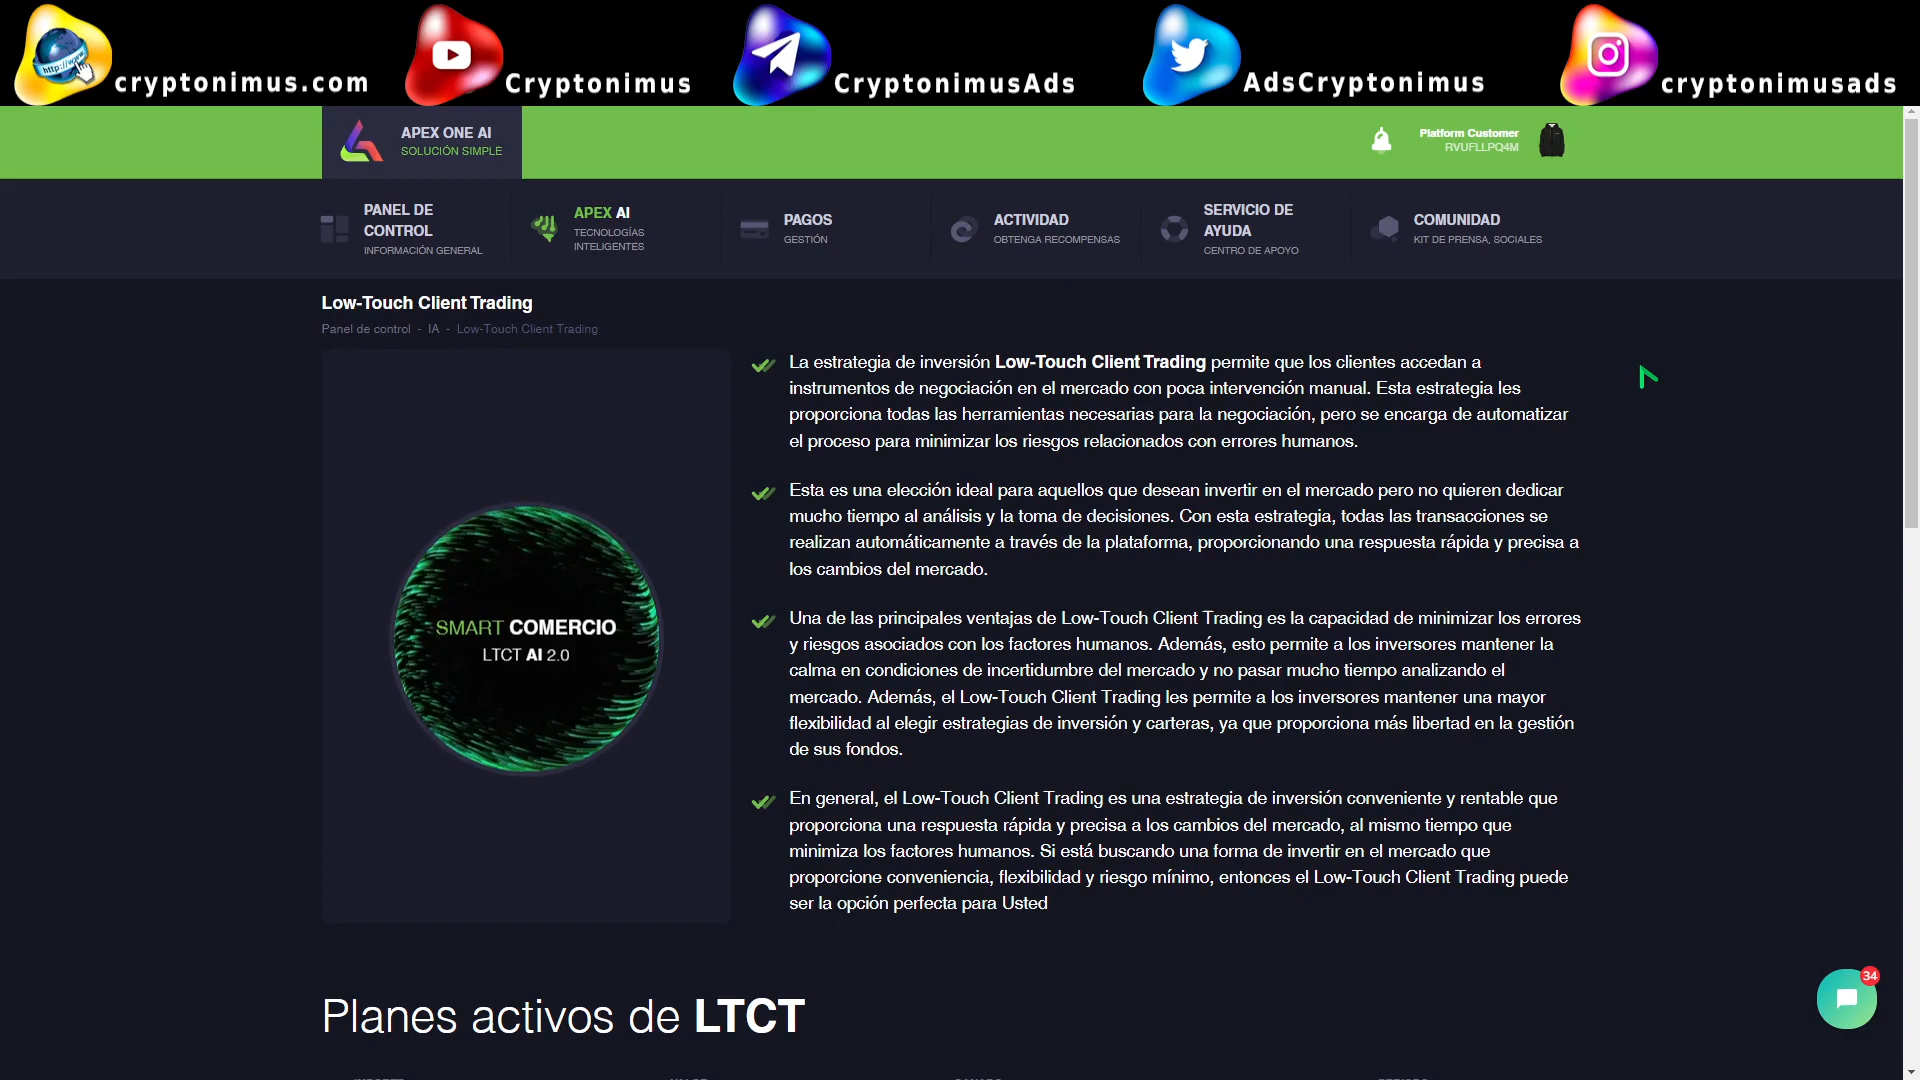 http://www
cryptonimus.com
Cryptonimus
CryptonimusAds
AdsCryptonimus
cryptonimusads
APEX ONE AI
SOLUCIÓN SIMPLE
Platform Customer
RVUFLLPQ4M
PANEL DE
CONTROL
INFORMACIÓN GENERAL
APEX AI
TECNOLOGÍAS
INTELIGENTES
PAGOS
GESTIÓN
ACTIVIDAD
OBTENGA RECOMPENSAS
SERVICIO DE
AYUDA
CENTRO DE APOYO
COMUNIDAD
KIT DE PRENSA, SOCIALES
Low-Touch Client Trading
Panel de control - IA - Low-Touch Client Trading
SMART COMERCIO
LTCT AI 2.0
La estrategia de inversión Low-Touch Client Trading permite que los clientes accedan a
instrumentos de negociación en el mercado con poca intervención manual. Esta estrategia les
proporciona todas las herramientas necesarias para la negociación, pero se encarga de automatizar
el proceso para minimizar los riesgos relacionados con errores humanos.
Esta es una elección ideal para aquellos que desean invertir en el mercado pero no quieren dedicar
mucho tiempo al análisis y la toma de decisiones. Con esta estrategia, todas las transacciones se
realizan automáticamente a través de la plataforma, proporcionando una respuesta rápida y precisa a
los cambios del mercado.
Una de las principales ventajas de Low-Touch Client Trading es la capacidad de minimizar los errores
y riesgos asociados con los factores humanos. Además, esto permite a los inversores mantener la
calma en condiciones de incertidumbre del mercado y no pasar mucho tiempo analizando el
mercado. Además, el Low-Touch Client Trading les permite a los inversores mantener una mayor
flexibilidad al elegir estrategias de inversión y carteras, ya que proporciona más libertad en la gestión
de sus fondos.
En general, el Low-Touch Client Trading es una estrategia de inversión conveniente y rentable que
proporciona una respuesta rápida y precisa a los cambios del mercado, al mismo tiempo que
minimiza los factores humanos. Si está buscando una forma de invertir en el mercado que
proporcione conveniencia, flexibilidad y riesgo mínimo, entonces el Low-Touch Client Trading puede
ser la opción perfecta para Usted
34
Planes activos de LTCT